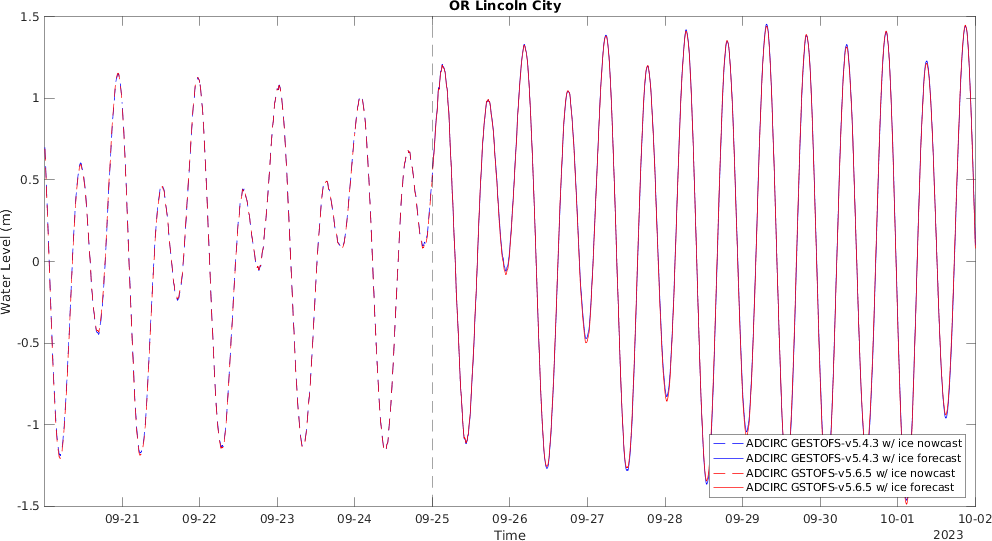 OR Lincoln City
1.5
1
0.5
0
-0.5
-1
-1.5
Water Level (m)
ADCIRC GESTOFS-v5.4.3 w/ ice nowcast
ADCIRC GESTOFS-v5.4.3 w/ ice forecast
ADCIRC GSTOFS-v5.6.5 w/ ice nowcast
ADCIRC GSTOFS-v5.6.5 w/ ice forecast
09-21 09-22 09-23 09-24 09-25 09-26 09-27 09-28 09-29 09-30 10-01 10-02
Time
2023